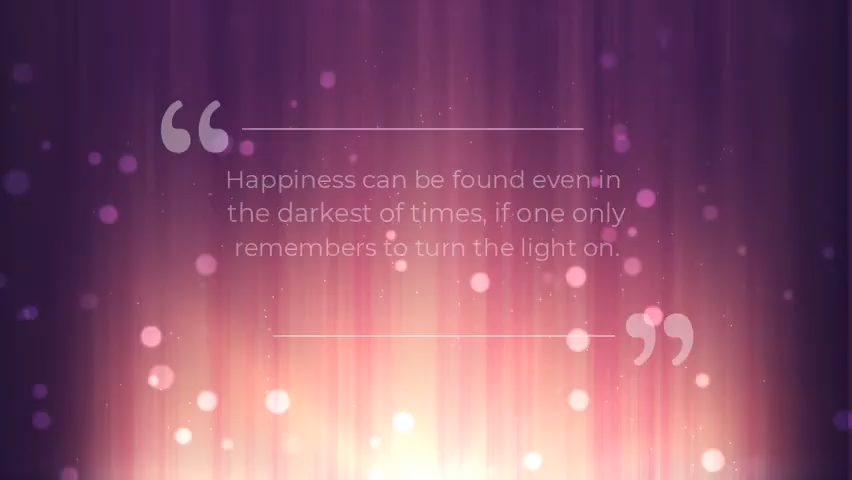 “
Happiness can be found even in
the darkest of times, if one only
remembers to turn the light on.
”